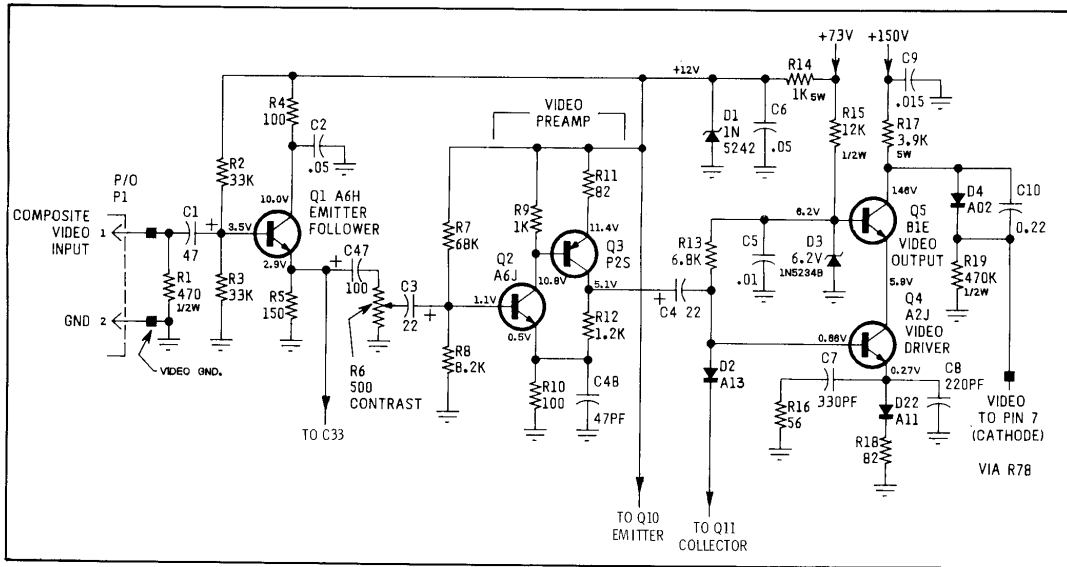 +73V
+150V
C9
.015
+12V
R14
1K 5W
R4
100
C2
.05
VIDEO
PREAMP
D1
1N
5242
C6
.05
R15
12K
1/2W
R17
3.9K
5W
R2
33K
P/O
P1
Q1 A6H
EMITTER
FOLLOWER
10.0V
R11
82
R9
1K
11.4V
146V
D4
A02
C10
0.22
COMPOSITE
VIDEO
INPUT
1
C1
+
47
3.5V
2.9V
R7
68K
Q2
A6J
Q3
P2S
10.8V
5.1V
R13
6.8K
6.2V
C5
.01
D3
6.2V
1N5234B
Q5
B1E
VIDEO
OUTPUT
R19
470K
1/2W
R1
470
1/2W
R3
33K
R5
150
+ C47
100
C3
22
+
1.1V
0.5V
R12
1.2K
+
C4 22
5.9V
Q4
A2J
VIDEO
DRIVER
0.66V
0.27V
GND 2
VIDEO GND.
R6
500
CONTRAST
R8
8.2K
R10
100
C48
47PF
D2
A13
C7
330PF
R16
56
C8
220PF
D22
A11
R18
82
VIDEO
TO PIN 7
(CATHODE)
VIA R78
TO C33
TO Q10
EMITTER
TO Q11
COLLECTOR